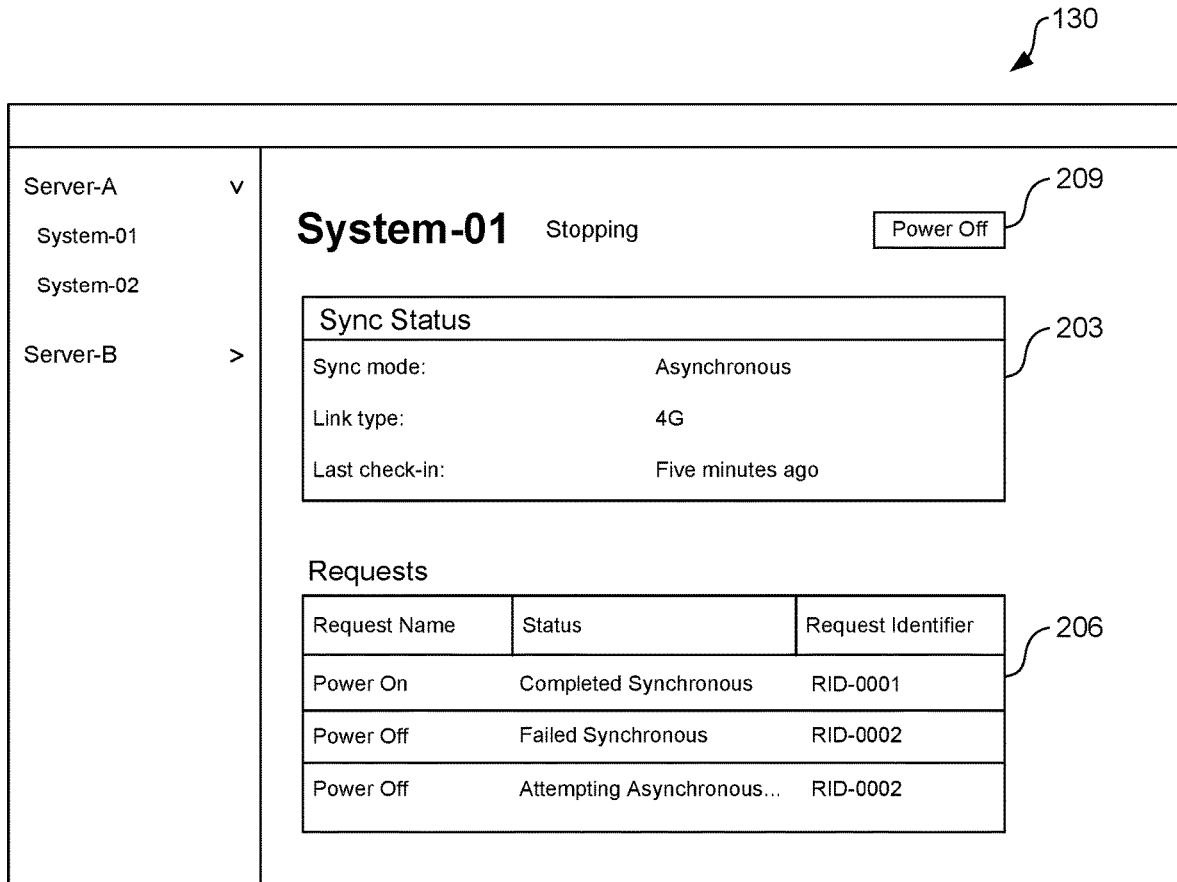 130
Server-A v
System-01
System-02
Server-B >
System-01 Stopping Power Off 209
Sync Status
203
Sync mode: Asynchronous
Link type: 4G
Last check-in: Five minutes ago
Requests
Request Name Status Request Identifier
206
Power On Completed Synchronous RID-0001
Power Off Failed Synchronous RID-0002
Power Off Attempting Asynchronous... RID-0002